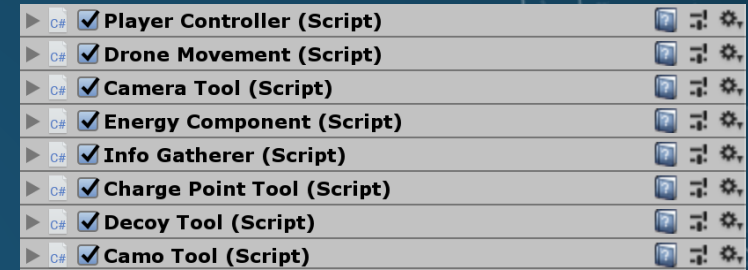 C# Player Controller (Script)
C# Drone Movement (Script)
C# Camera Tool (Script)
C# Energy Component (Script)
C# Info Gatherer (Script)
C# Charge Point Tool (Script)
C# Decoy Tool (Script)
C# Camo Tool (Script)